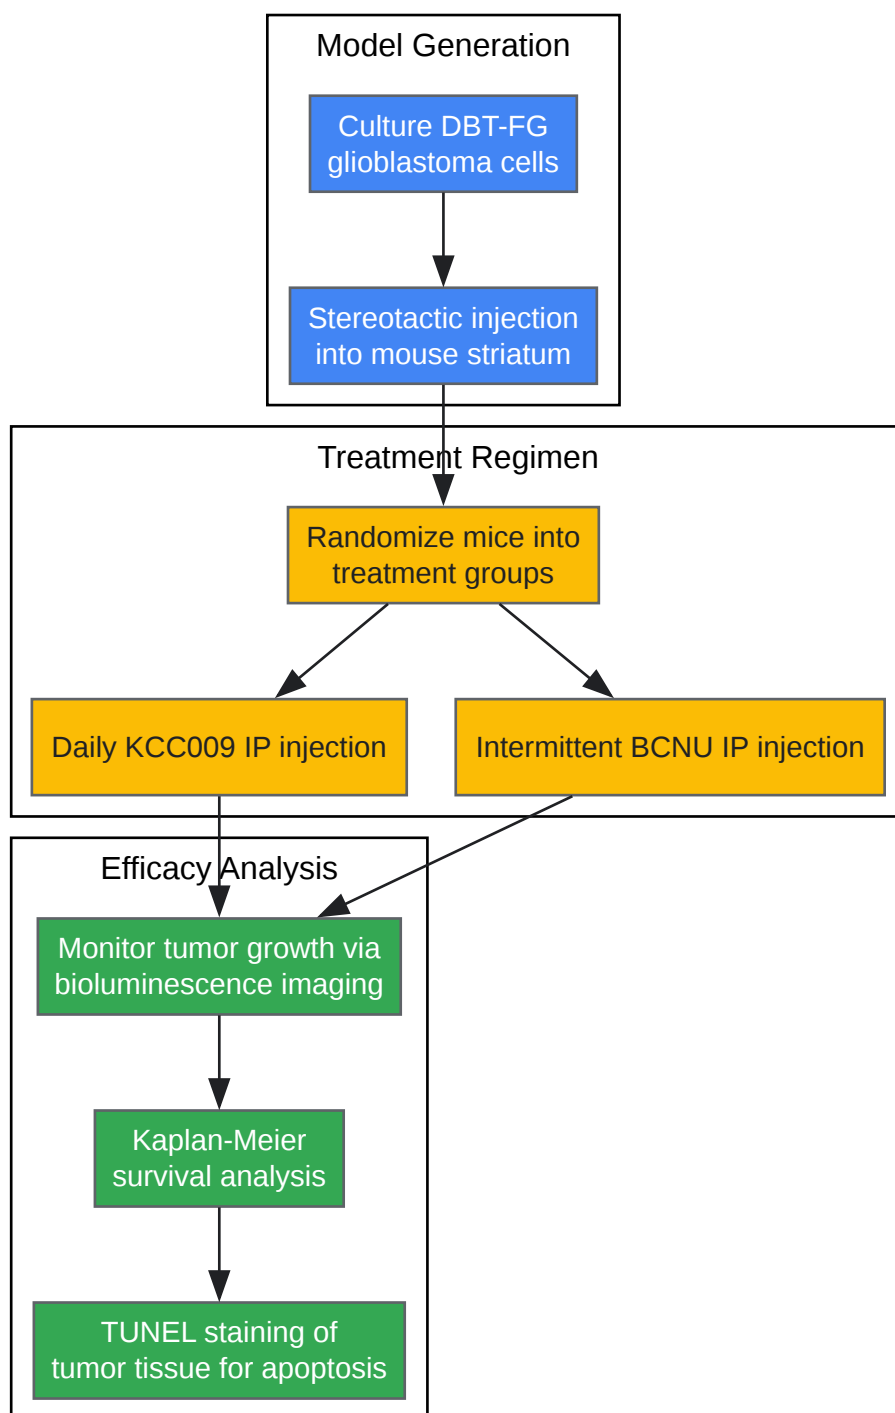 Model Generation
Culture DBT-FG
glioblastoma cells
Stereotactic injection
into mouse striatum
Treatment Regimen
Randomize mice into
treatment groups
Daily KCC009 IP injection
Intermittent BCNU IP injection
Efficacy Analysis
Monitor tumor growth via
bioluminescence imaging
Kaplan-Meier
survival analysis
TUNEL staining of
tumor tissue for apoptosis